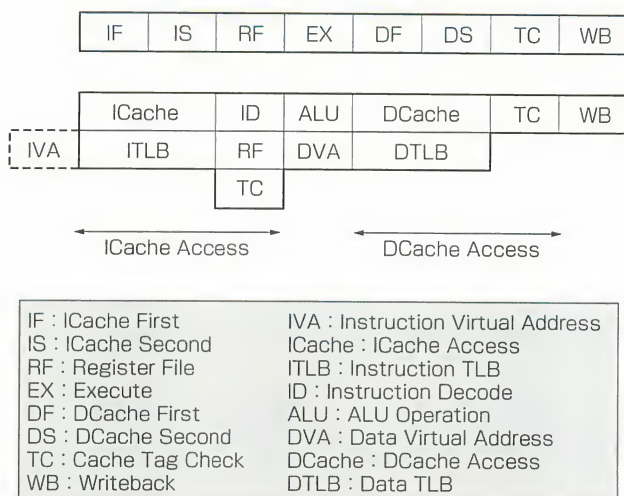 IF IS RF EX DF DS TC WB
ICache ID ALU DCache TC WB
IVA ITLB RF DVA DTLB
TC
ICache Access DCache Access
IF : ICache First IVA : Instruction Virtual Address
IS : ICache Second ICache : ICache Access
RF : Register File ITLB : Instruction TLB
EX : Execute ID : Instruction Decode
DF : DCache First ALU : ALU Operation
DS : DCache Second DVA : Data Virtual Address
TC : Cache Tag Check DCache : DCache Access
WB : Writeback DTLB : Data TLB